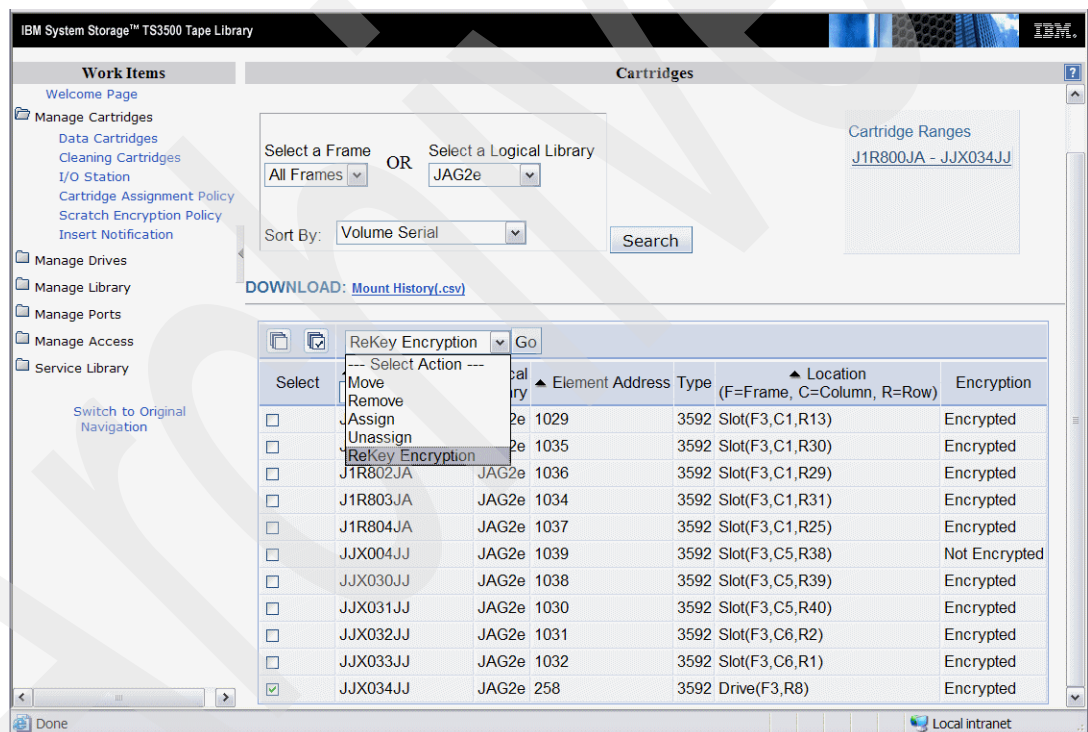 IBM System Storage™ TS3500 Tape Library
IBM.
Work Items
Cartridges
?
Welcome Page
Manage Cartridges
Data Cartridges
Cleaning Cartridges
I/O Station
Cartridge Assignment Policy
Scratch Encryption Policy
Insert Notification
Manage Drives
Manage Library
Manage Ports
Manage Access
Service Library
Switch to Original
Navigation
Select a Frame
OR
Select a Logical Library
All Frames
JAG2e
Sort By: Volume Serial
Search
Cartridge Ranges
J1R800JA - JJX034JJ
DOWNLOAD: Mount History(.csv)
ReKey Encryption Go
--- Select Action ---
Move
Remove
Assign
Unassign
ReKey Encryption
Select Element Address Type Location (F=Frame, C=Column, R=Row) Encryption
2e 1029 3592 Slot(F3,C1,R13) Encrypted
2e 1035 3592 Slot(F3,C1,R30) Encrypted
J1R802JA JAG2e 1036 3592 Slot(F3,C1,R29) Encrypted
J1R803JA JAG2e 1034 3592 Slot(F3,C1,R31) Encrypted
J1R804JA JAG2e 1037 3592 Slot(F3,C1,R25) Encrypted
JJX004JJ JAG2e 1039 3592 Slot(F3,C5,R38) Not Encrypted
JJX030JJ JAG2e 1038 3592 Slot(F3,C5,R39) Encrypted
JJX031JJ JAG2e 1030 3592 Slot(F3,C5,R40) Encrypted
JJX032JJ JAG2e 1031 3592 Slot(F3,C6,R2) Encrypted
JJX033JJ JAG2e 1032 3592 Slot(F3,C6,R1) Encrypted
JJX034JJ JAG2e 258 3592 Drive(F3,R8) Encrypted
Done
Local intranet